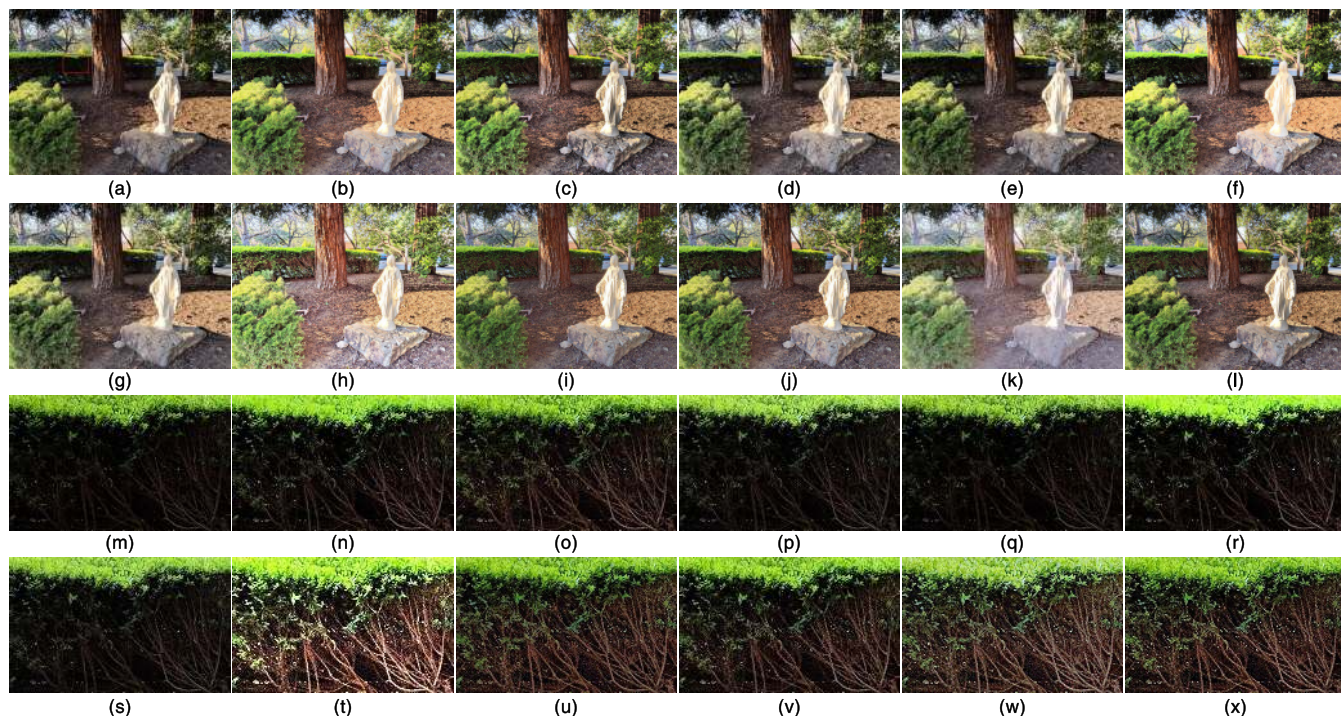 (a) (b) (c) (d) (e) (f)
(g) (h) (i) (j) (k) (l)
(m) (n) (o) (p) (q) (r)
(s) (t) (u) (v) (w) (x)